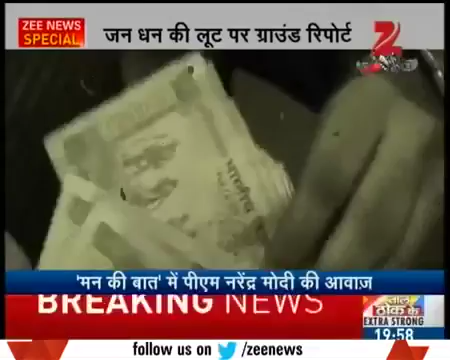 ZEE NEWS
SPECIAL
जन धन की लूट पर ग्राउंड रिपोर्ट
'मन की बात' में पीएम नरेंद्र मोदी की आवाज़
BREAKING NEWS
ताल
ठोक के
EXTRA STRONG
19:58
follow us on /zeenews